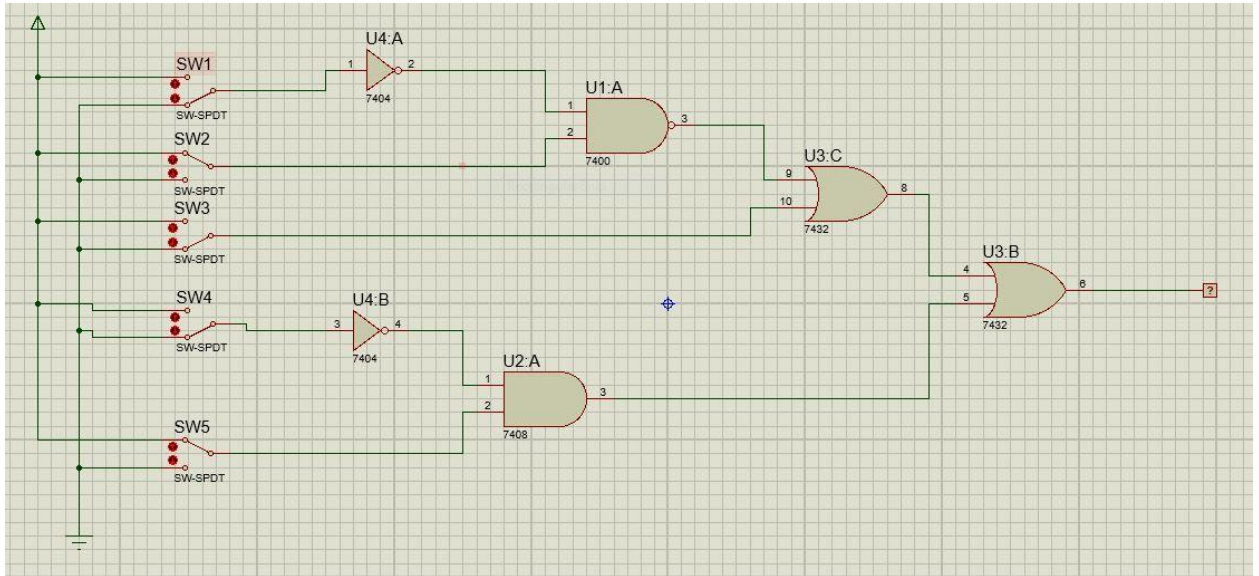 U4:A
SW1
1
2
7404
SW-SPDT
U1:A
1
2
3
7400
SW2
SW-SPDT
U3:C
9
10
8
7432
SW3
SW-SPDT
U3:B
4
5
6
?
7432
SW4
SW-SPDT
U4:B
3
4
7404
U2:A
1
2
3
7408
SW5
SW-SPDT